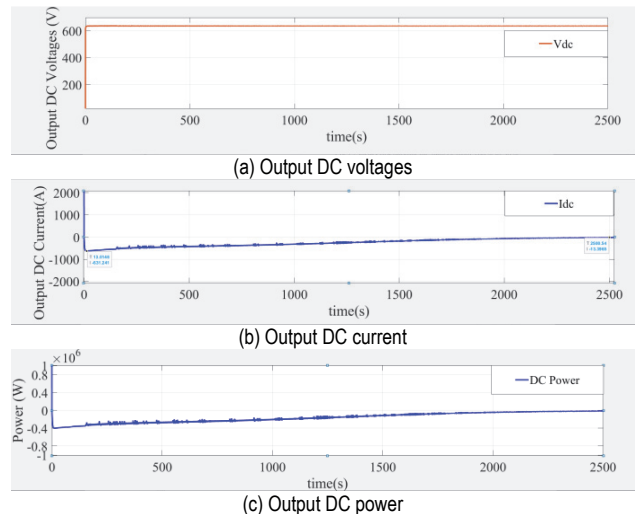 Output DC Voltages (V)
600
400
200
Vdc
0
500
1000
1500
2000
2500
time(s)
(a) Output DC voltages
Output DC Current(A)
2000
1000
0
-1000
-2000
Idc
0
500
1000
1500
2000
2500
time(s)
(b) Output DC current
×10⁶
Power (W)
1
0.8
0.4
0
-0.4
-0.8
-1
DC Power
0
500
1000
1500
2000
2500
time(s)
(c) Output DC power